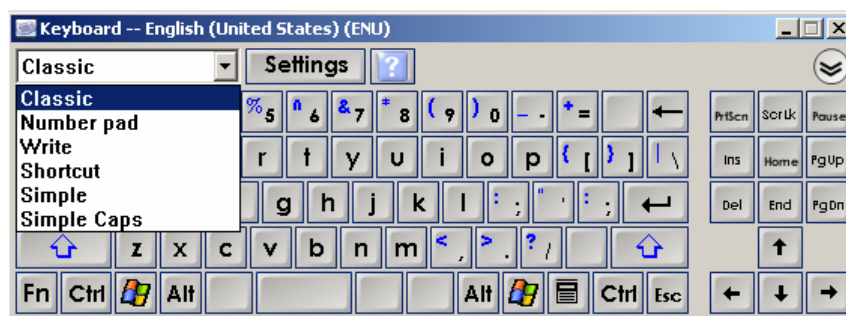 Keyboard -- English (United States) (ENU)
Classic Settings ?
Classic
Number pad
Write
Shortcut
Simple
Simple Caps
% 5 ^ 6 & 7 * 8 ( 9 ) 0 _ - + = PrtScn ScrLk Pause
r t y u i o p { [ } ] | \ Ins Home PgUp
g h j k l : ; " ' : ; Del End PgDn
z x c v b n m < , > . ? /
Fn Ctrl Alt Alt Ctrl Esc